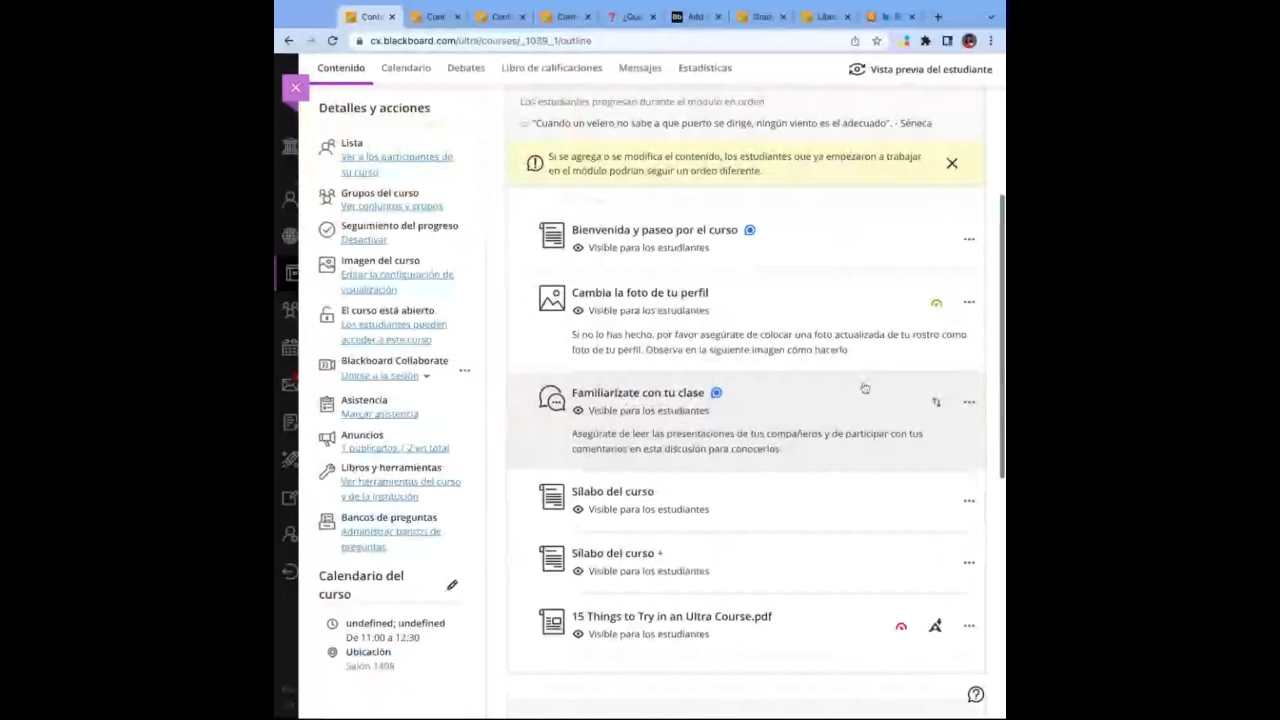 Conte
Cont
Cont
Cont
¿Qué
Bb Add
Grad
Libro
cx.blackboard.com/ultra/courses/_1039_1/outline
Contenido Calendario Debates Libro de calificaciones Mensajes Estadísticas Vista previa del estudiante
Detalles y acciones
Lista
Ver a los participantes de
su curso
Grupos del curso
Ver conjuntos y grupos
Seguimiento del progreso
Desactivar
Imagen del curso
Editar la configuración de
visualización
El curso está abierto
Los estudiantes pueden
acceder a este curso
Blackboard Collaborate
Unirse a la sesión
Asistencia
Marcar asistencia
Anuncios
1 publicados / 2 en total
Libros y herramientas
Ver herramientas del curso
y de la institución
Bancos de preguntas
Administrar bancos de
preguntas
Calendario del
curso
undefined; undefined
De 11:00 a 12:30
Ubicación
Salón 1408
Los estudiantes progresan durante el módulo en orden
"Cuando un velero no sabe a que puerto se dirige, ningún viento es el adecuado". - Séneca
Si se agrega o se modifica el contenido, los estudiantes que ya empezaron a trabajar
en el módulo podrían seguir un orden diferente.
Bienvenida y paseo por el curso
Visible para los estudiantes
Cambia la foto de tu perfil
Visible para los estudiantes
Si no lo has hecho, por favor asegúrate de colocar una foto actualizada de tu rostro como
foto de tu perfil. Observa en la siguiente imagen cómo hacerlo
Familiarízate con tu clase
Visible para los estudiantes
Asegúrate de leer las presentaciones de tus compañeros y de participar con tus
comentarios en esta discusión para conocerlos
Sílabo del curso
Visible para los estudiantes
Sílabo del curso +
Visible para los estudiantes
15 Things to Try in an Ultra Course.pdf
Visible para los estudiantes